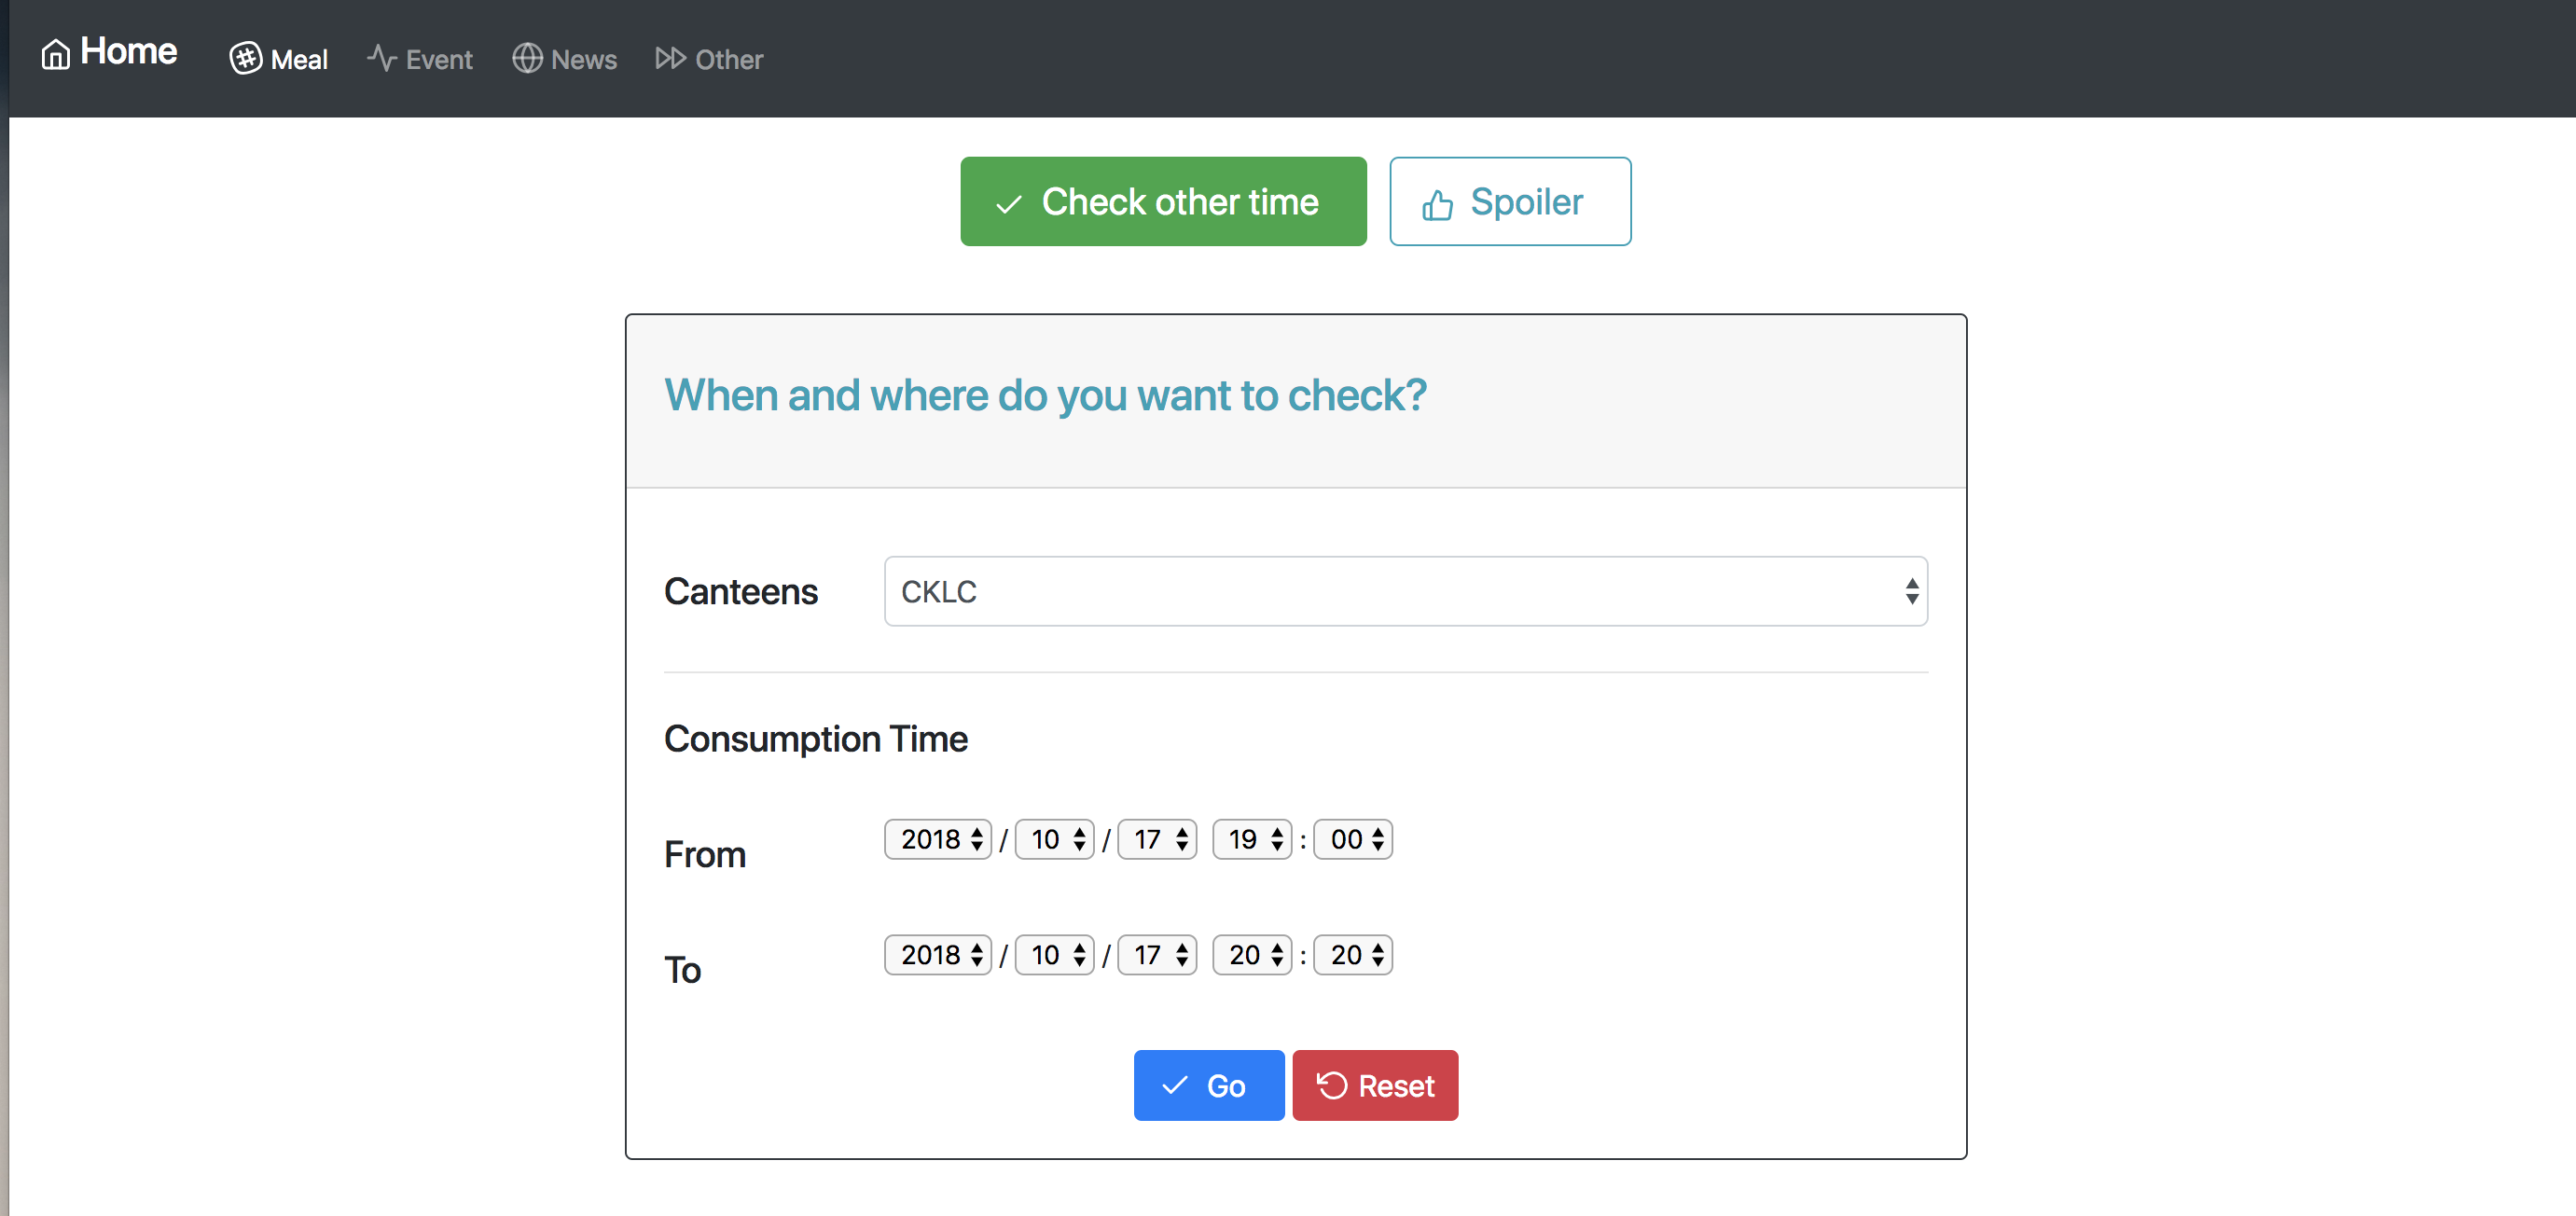 Home Meal Event News Other
Check other time Spoiler
When and where do you want to check?
Canteens CKLC
Consumption Time
From 2018 / 10 / 17 19 : 00
To 2018 / 10 / 17 20 : 20
Go Reset